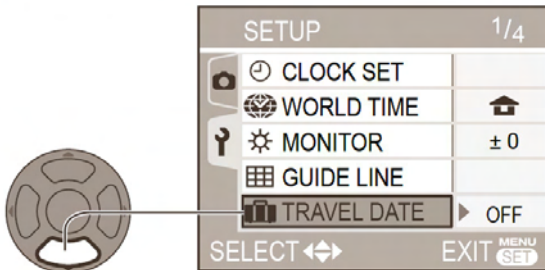 SETUP 1/4
CLOCK SET
WORLD TIME
MONITOR ± 0
GUIDE LINE
TRAVEL DATE OFF
SELECT EXIT MENU SET